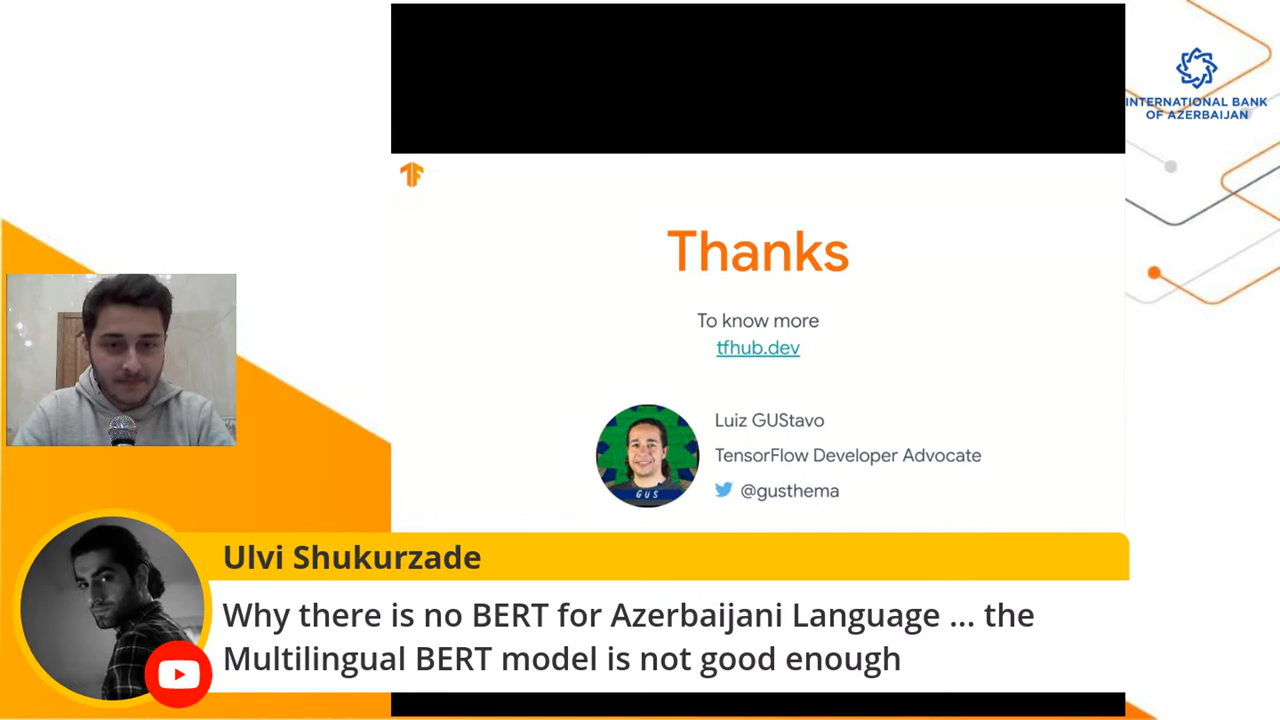 INTERNATIONAL BANK
OF AZERBAIJAN
Thanks
To know more
tfhub.dev
Luiz GUStavo
TensorFlow Developer Advocate
@gusthema
GUS
Ulvi Shukurzade
Why there is no BERT for Azerbaijani Language ... the
Multilingual BERT model is not good enough